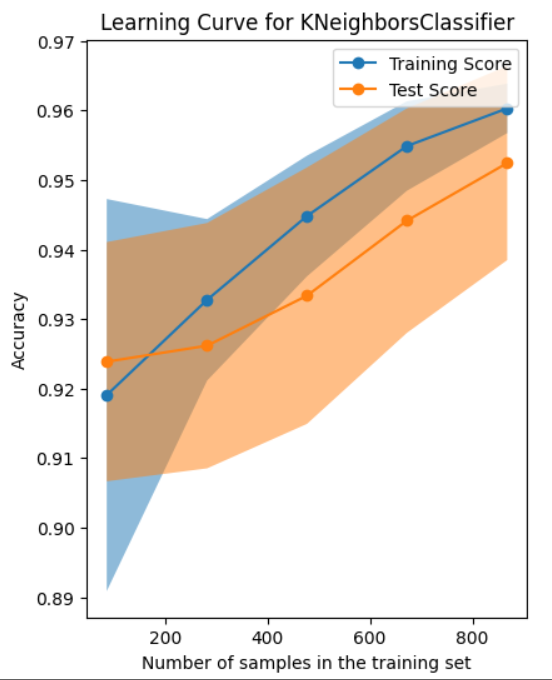 Learning Curve for KNeighborsClassifier
Training Score
Test Score
0.97
0.96
0.95
0.94
0.93
0.92
0.91
0.90
0.89
Accuracy
200 400 600 800
Number of samples in the training set